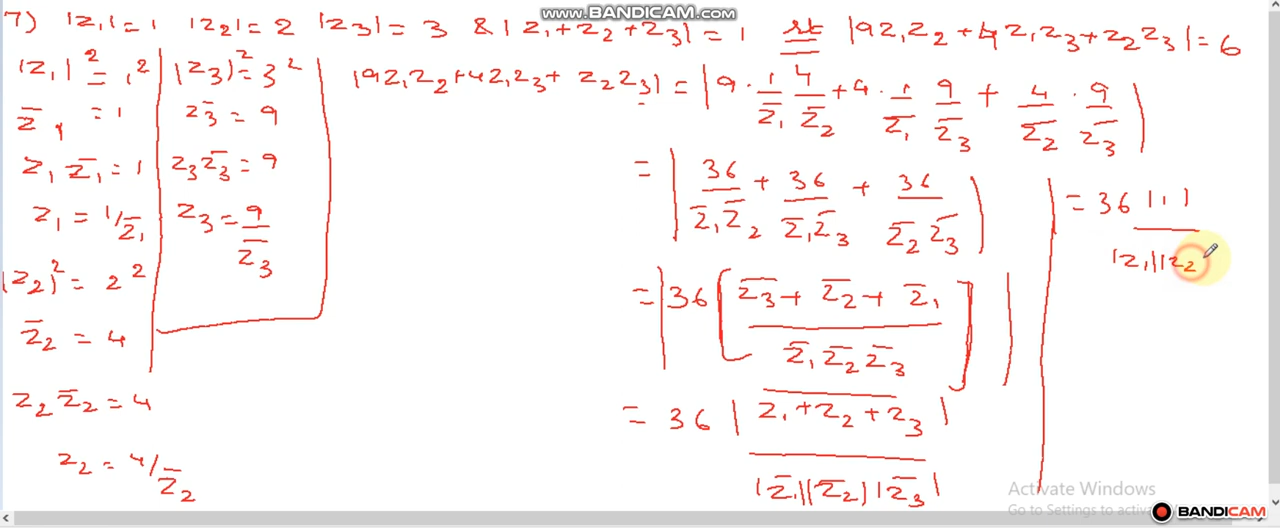 www.BANDICAM.com
7) |z₁|=1 |z₂|=2 |z₃|=3 & |z₁+z₂+z₃|=1 st |9z₁z₂+4z₁z₃+z₂z₃|=6
|z₁|²=1²
z̄₁=1
z₁z̄₁=1
z₁=1/z̄₁
|z₂)²=2²
z̄₂=4
z₂z̄₂=4
z₂=4/z̄₂
|z₃)²=3²
z̄₃=9
z₃z̄₃=9
z₃=9/z̄₃
|9z₁z₂+4z₁z₃+z₂z₃|=|9·1/z̄₁ 4/z̄₂+4·1/z̄₁ 9/z̄₃+4/z̄₂·9/z̄₃|
=|36/z̄₁z̄₂+36/z̄₁z̄₃+36/z̄₂z̄₃|
=|36[(z̄₃+z̄₂+z̄₁)/(z̄₁z̄₂z̄₃)]|
=36|z₁+z₂+z₃|/|z̄₁||z̄₂)|z̄₃|
=36|1|/|z₁||z₂
Activate Windows
Go to Settings to activ
BANDICAM